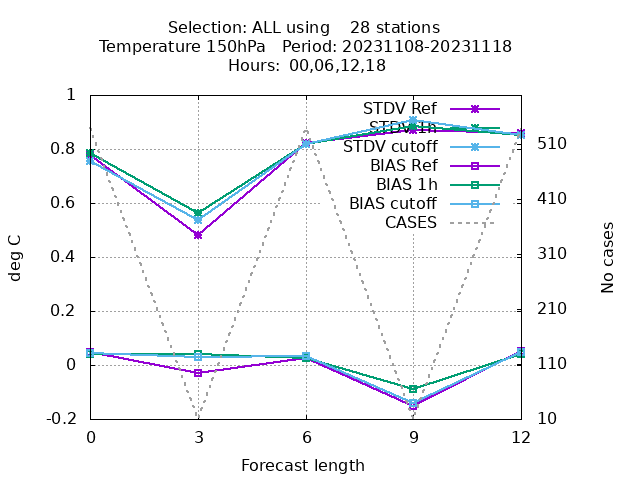 Selection: ALL using    28 stations
Temperature 150hPa   Period: 20231108-20231118
Hours: 00,06,12,18
STDV Ref
STDV 1h
STDV cutoff
BIAS Ref
BIAS 1h
BIAS cutoff
CASES
1
0.8
0.6
0.4
0.2
0
-0.2
510
410
310
210
110
10
deg C
No cases
0 3 6 9 12
Forecast length